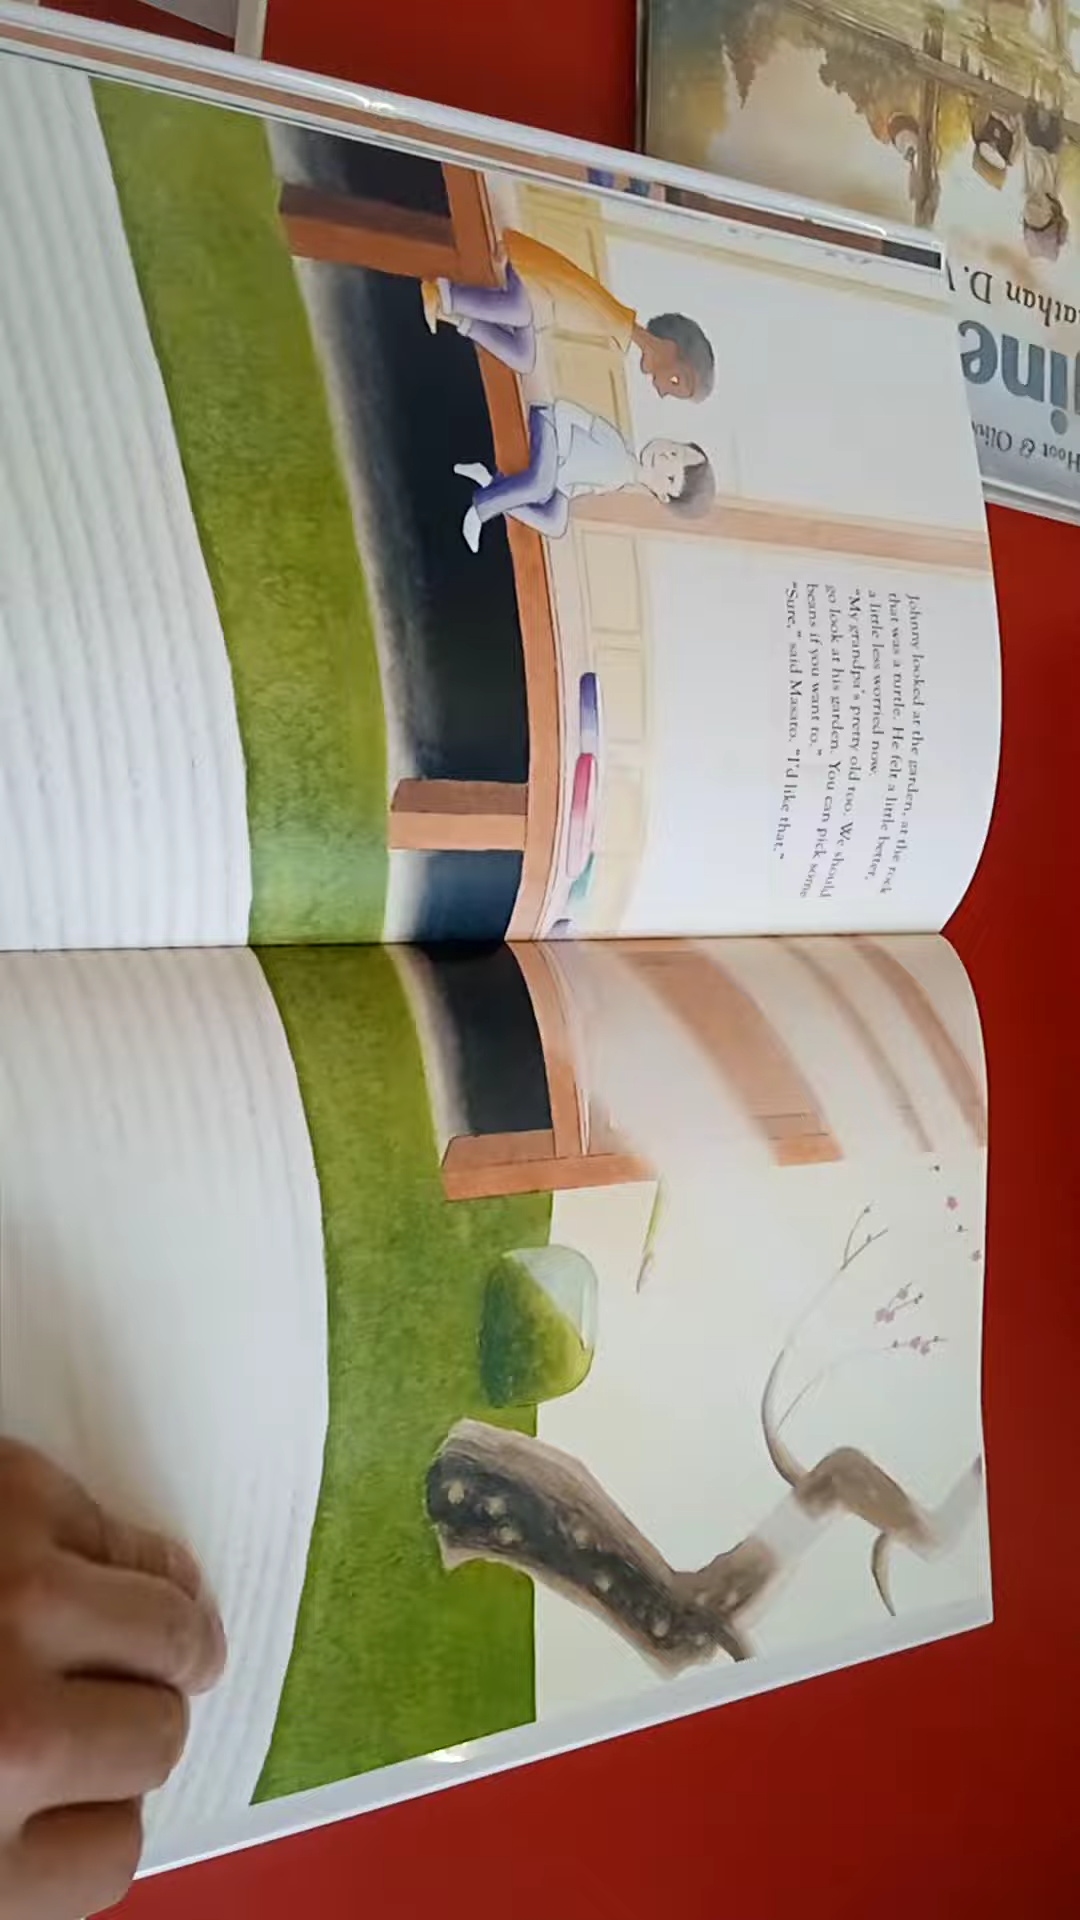 Johnny looked at the garden, at the rock
that was a turtle. He felt a little better,
a little less worried now.
“My grandpa’s pretty old too. We should
go look at his garden. You can pick some
beans if you want to.”
“Sure,” said Masato. “I’d like that.”
athan D.
ine
Hoot & Oliv